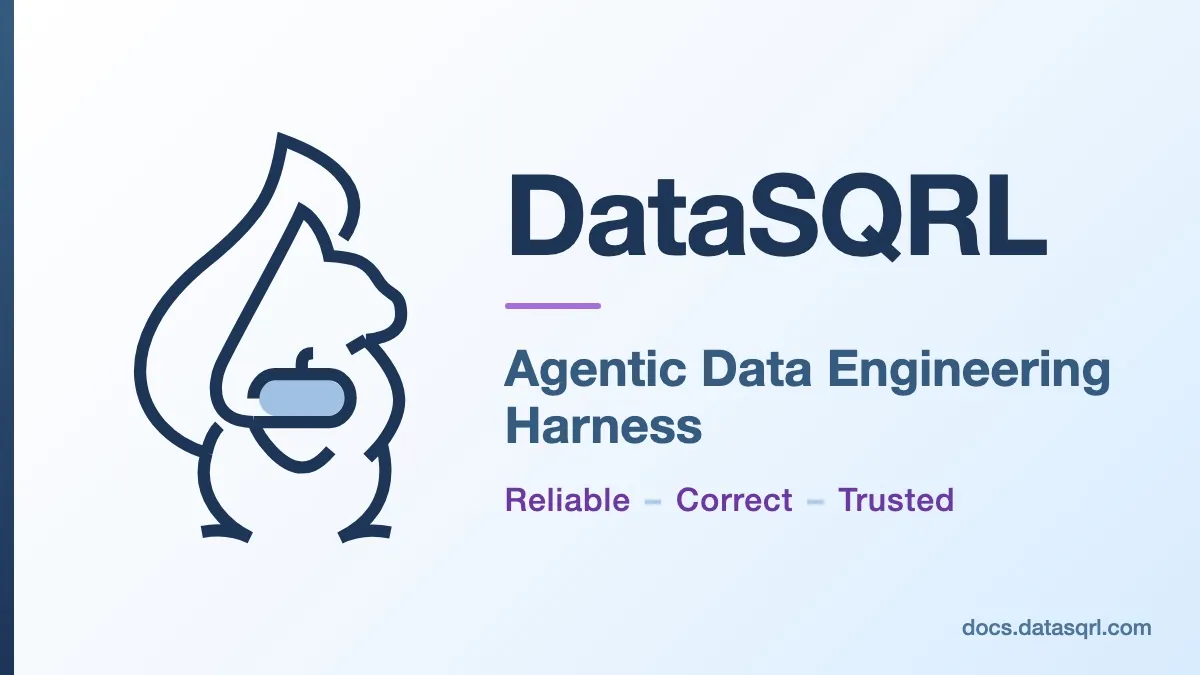 DataSQRL
Agentic Data Engineering
Harness
Reliable – Correct – Trusted
docs.datasqrl.com